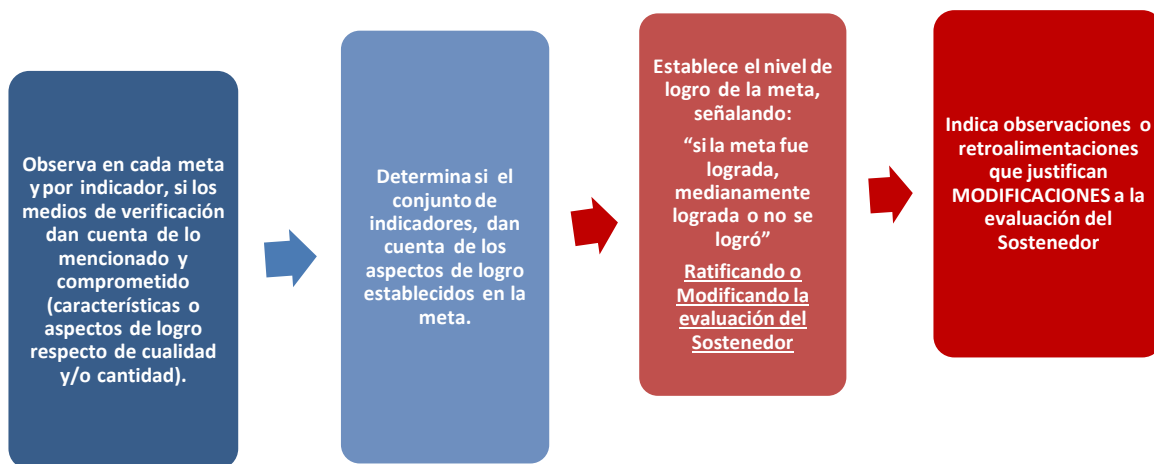 Observa en cada meta
y por indicador, si los
medios de verificación
dan cuenta de lo
mencionado y
comprometido
(características o
aspectos de logro
respecto de cualidad
y/o cantidad).
Determina si el
conjunto de
indicadores, dan
cuenta de los
aspectos de logro
establecidos en la
meta.
Establece el nivel de
logro de la meta,
señalando:
“si la meta fue
lograda,
medianamente
lograda o no se
logró”
Ratificando o
Modificando la
evaluación del
Sostenedor
Indica observaciones o
retroalimentaciones
que justifican
MODIFICACIONES a la
evaluación del
Sostenedor